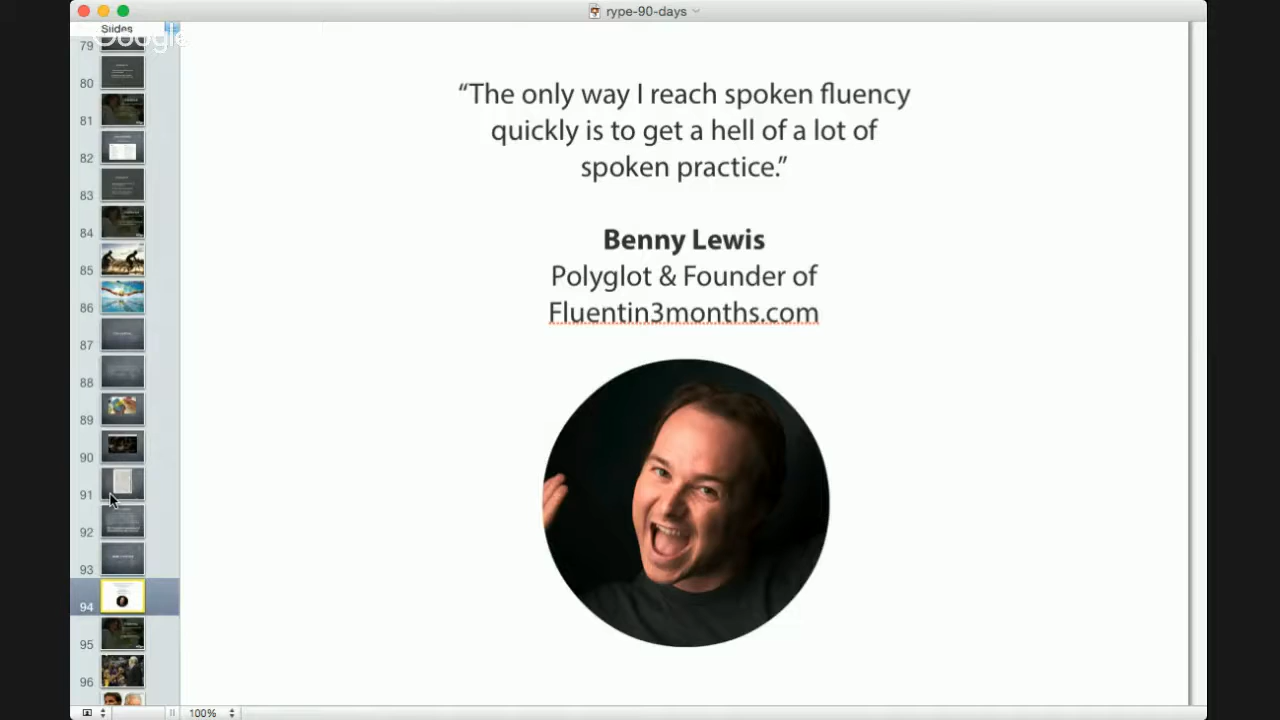 rype-90-days
Slides
Google
79
80
81
82
83
84
85
86
87
88
89
90
91
92
93
94
95
96
“The only way I reach spoken fluency
quickly is to get a hell of a lot of
spoken practice.”
Benny Lewis
Polyglot & Founder of
Fluentin3months.com
100%